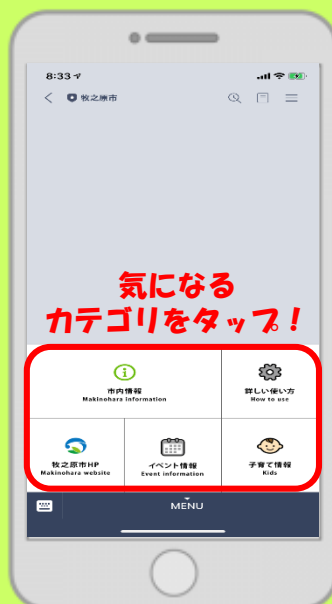 8:33
牧之原市
気になる
カテゴリをタップ!
市内情報
Makinohara Information
詳しい使い方
How to use
牧之原市HP
Makinohara website
イベント情報
Event information
子育て情報
Kids
MENU